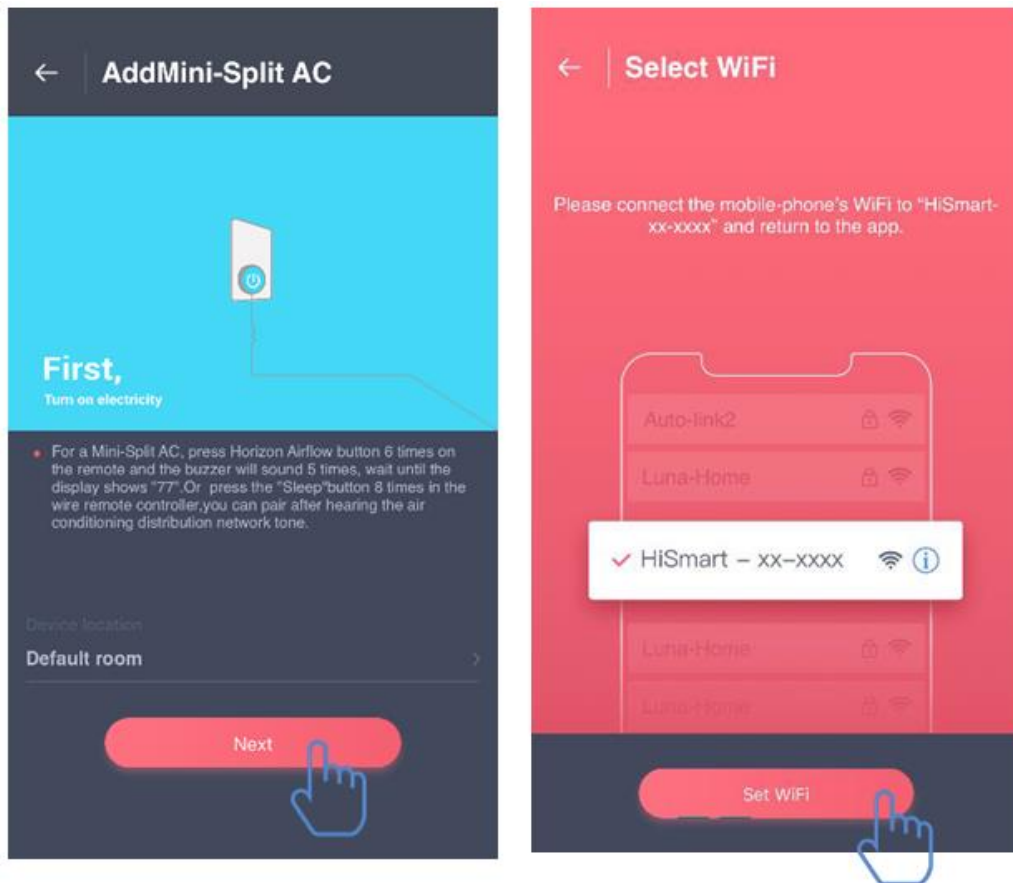 AddMini-Split AC
First,
Turn on electricity
For a Mini-Split AC, press Horizon Airflow button 6 times on
the remote and the buzzer will sound 5 times, wait until the
display shows "77".Or press the "Sleep"button 8 times in the
wire remote controller,you can pair after hearing the air
conditioning distribution network tone.
Device location
Default room
Next
Select WiFi
Please connect the mobile-phone's WiFi to “HiSmart-
xx-xxxx” and return to the app.
Auto-link2
Luna-Home
HiSmart – xx–xxxx
Luna-Home
Luna-Home
Set WiFi